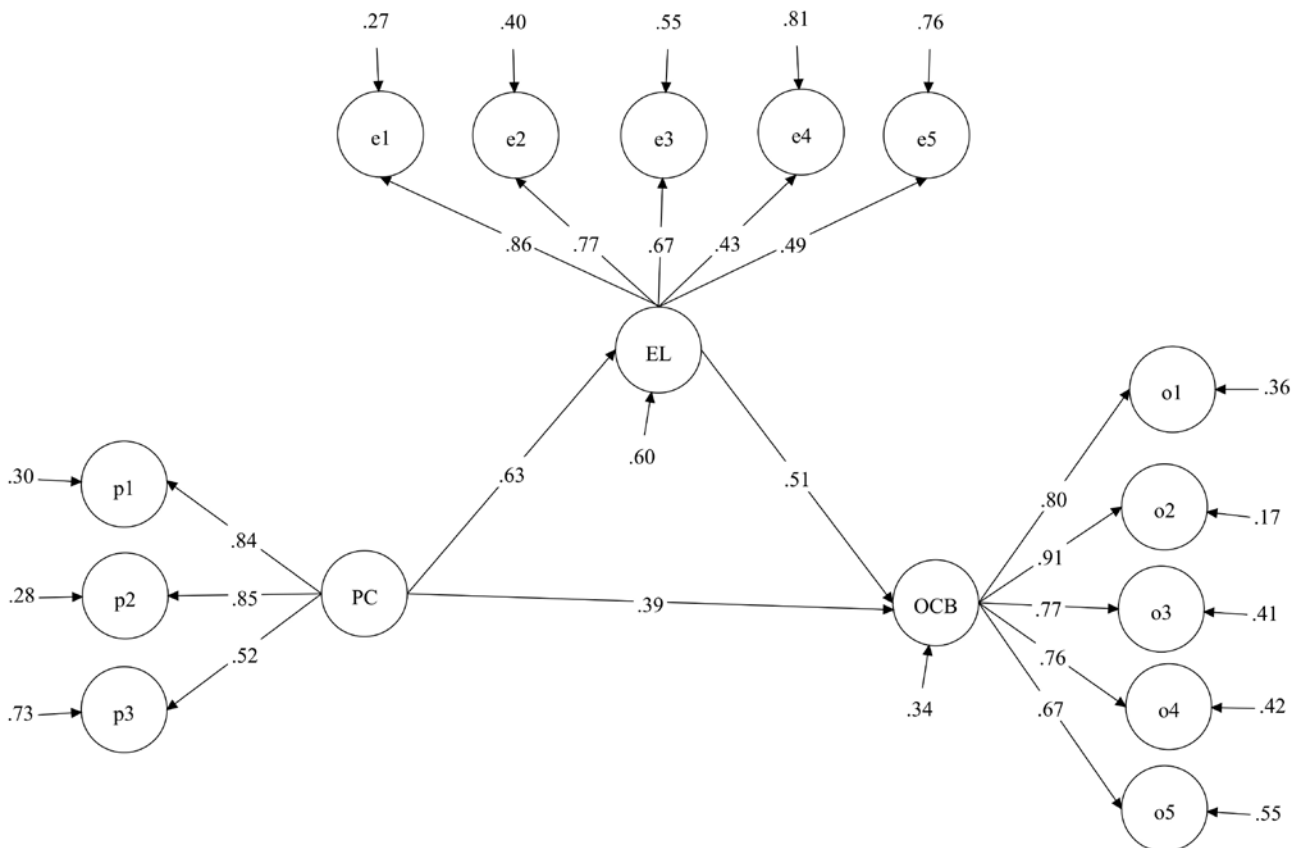 .27 .40 .55 .81 .76
e1 e2 e3 e4 e5
.86 .77 .67 .43 .49
EL
.60
.63
.51
.30 p1
.84
.28 p2
.85
.52
.73 p3
PC
.39
OCB
.34
.80
.91
.77
.76
.67
o1 .36
o2 .17
o3 .41
o4 .42
o5 .55